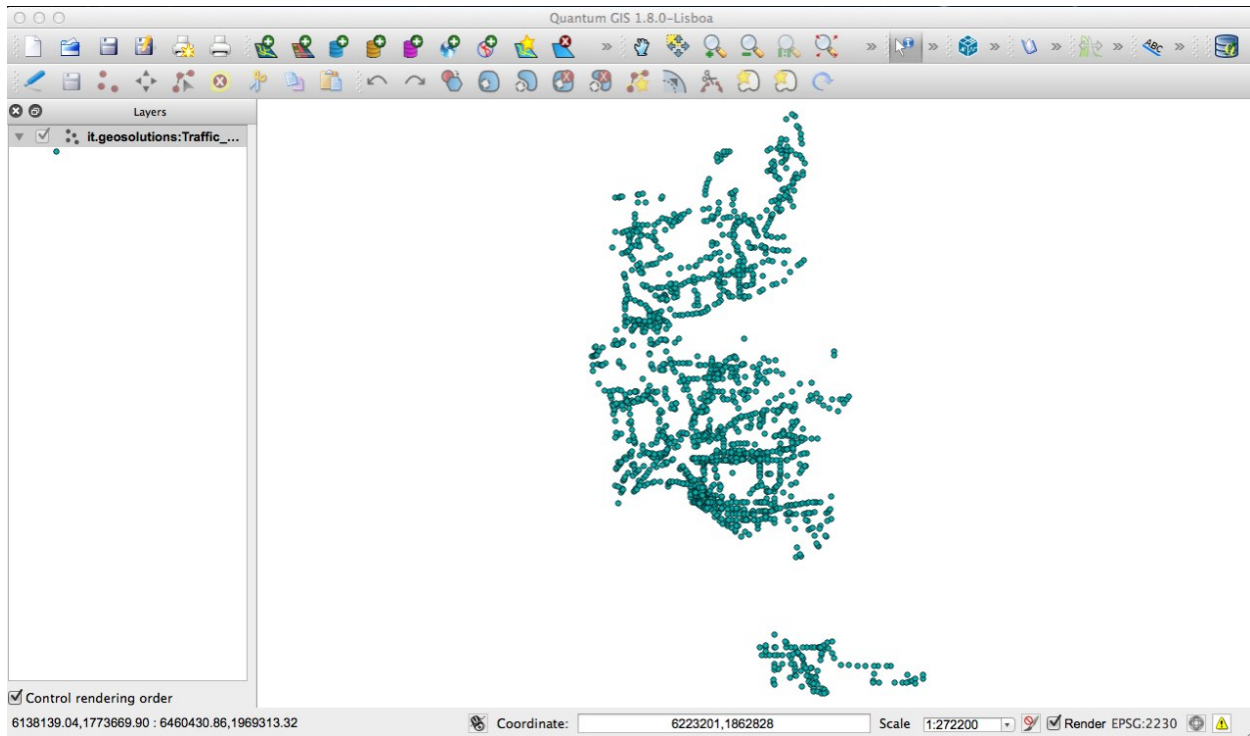 Quantum GIS 1.8.0-Lisboa
» » » » » » »
ABC
Layers
it.geosolutions:Traffic_...
Control rendering order
6138139.04,1773669.90 : 6460430.86,1969313.32 Coordinate: 6223201,1862828 Scale 1:272200 Render EPSG:2230